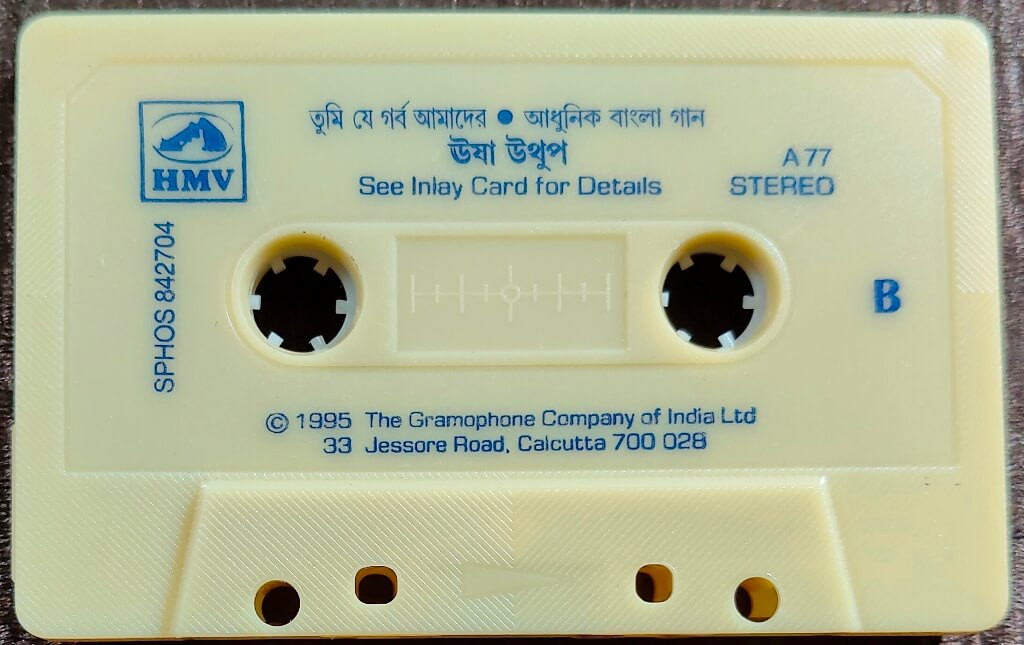 তুমি যে গর্ব আমাদের ● আধুনিক বাংলা গান
ঊষা উথুপ
See Inlay Card for Details
A 77
STEREO
HMV
SPHOS 842704
B
© 1995 The Gramophone Company of India Ltd
33 Jessore Road, Calcutta 700 028